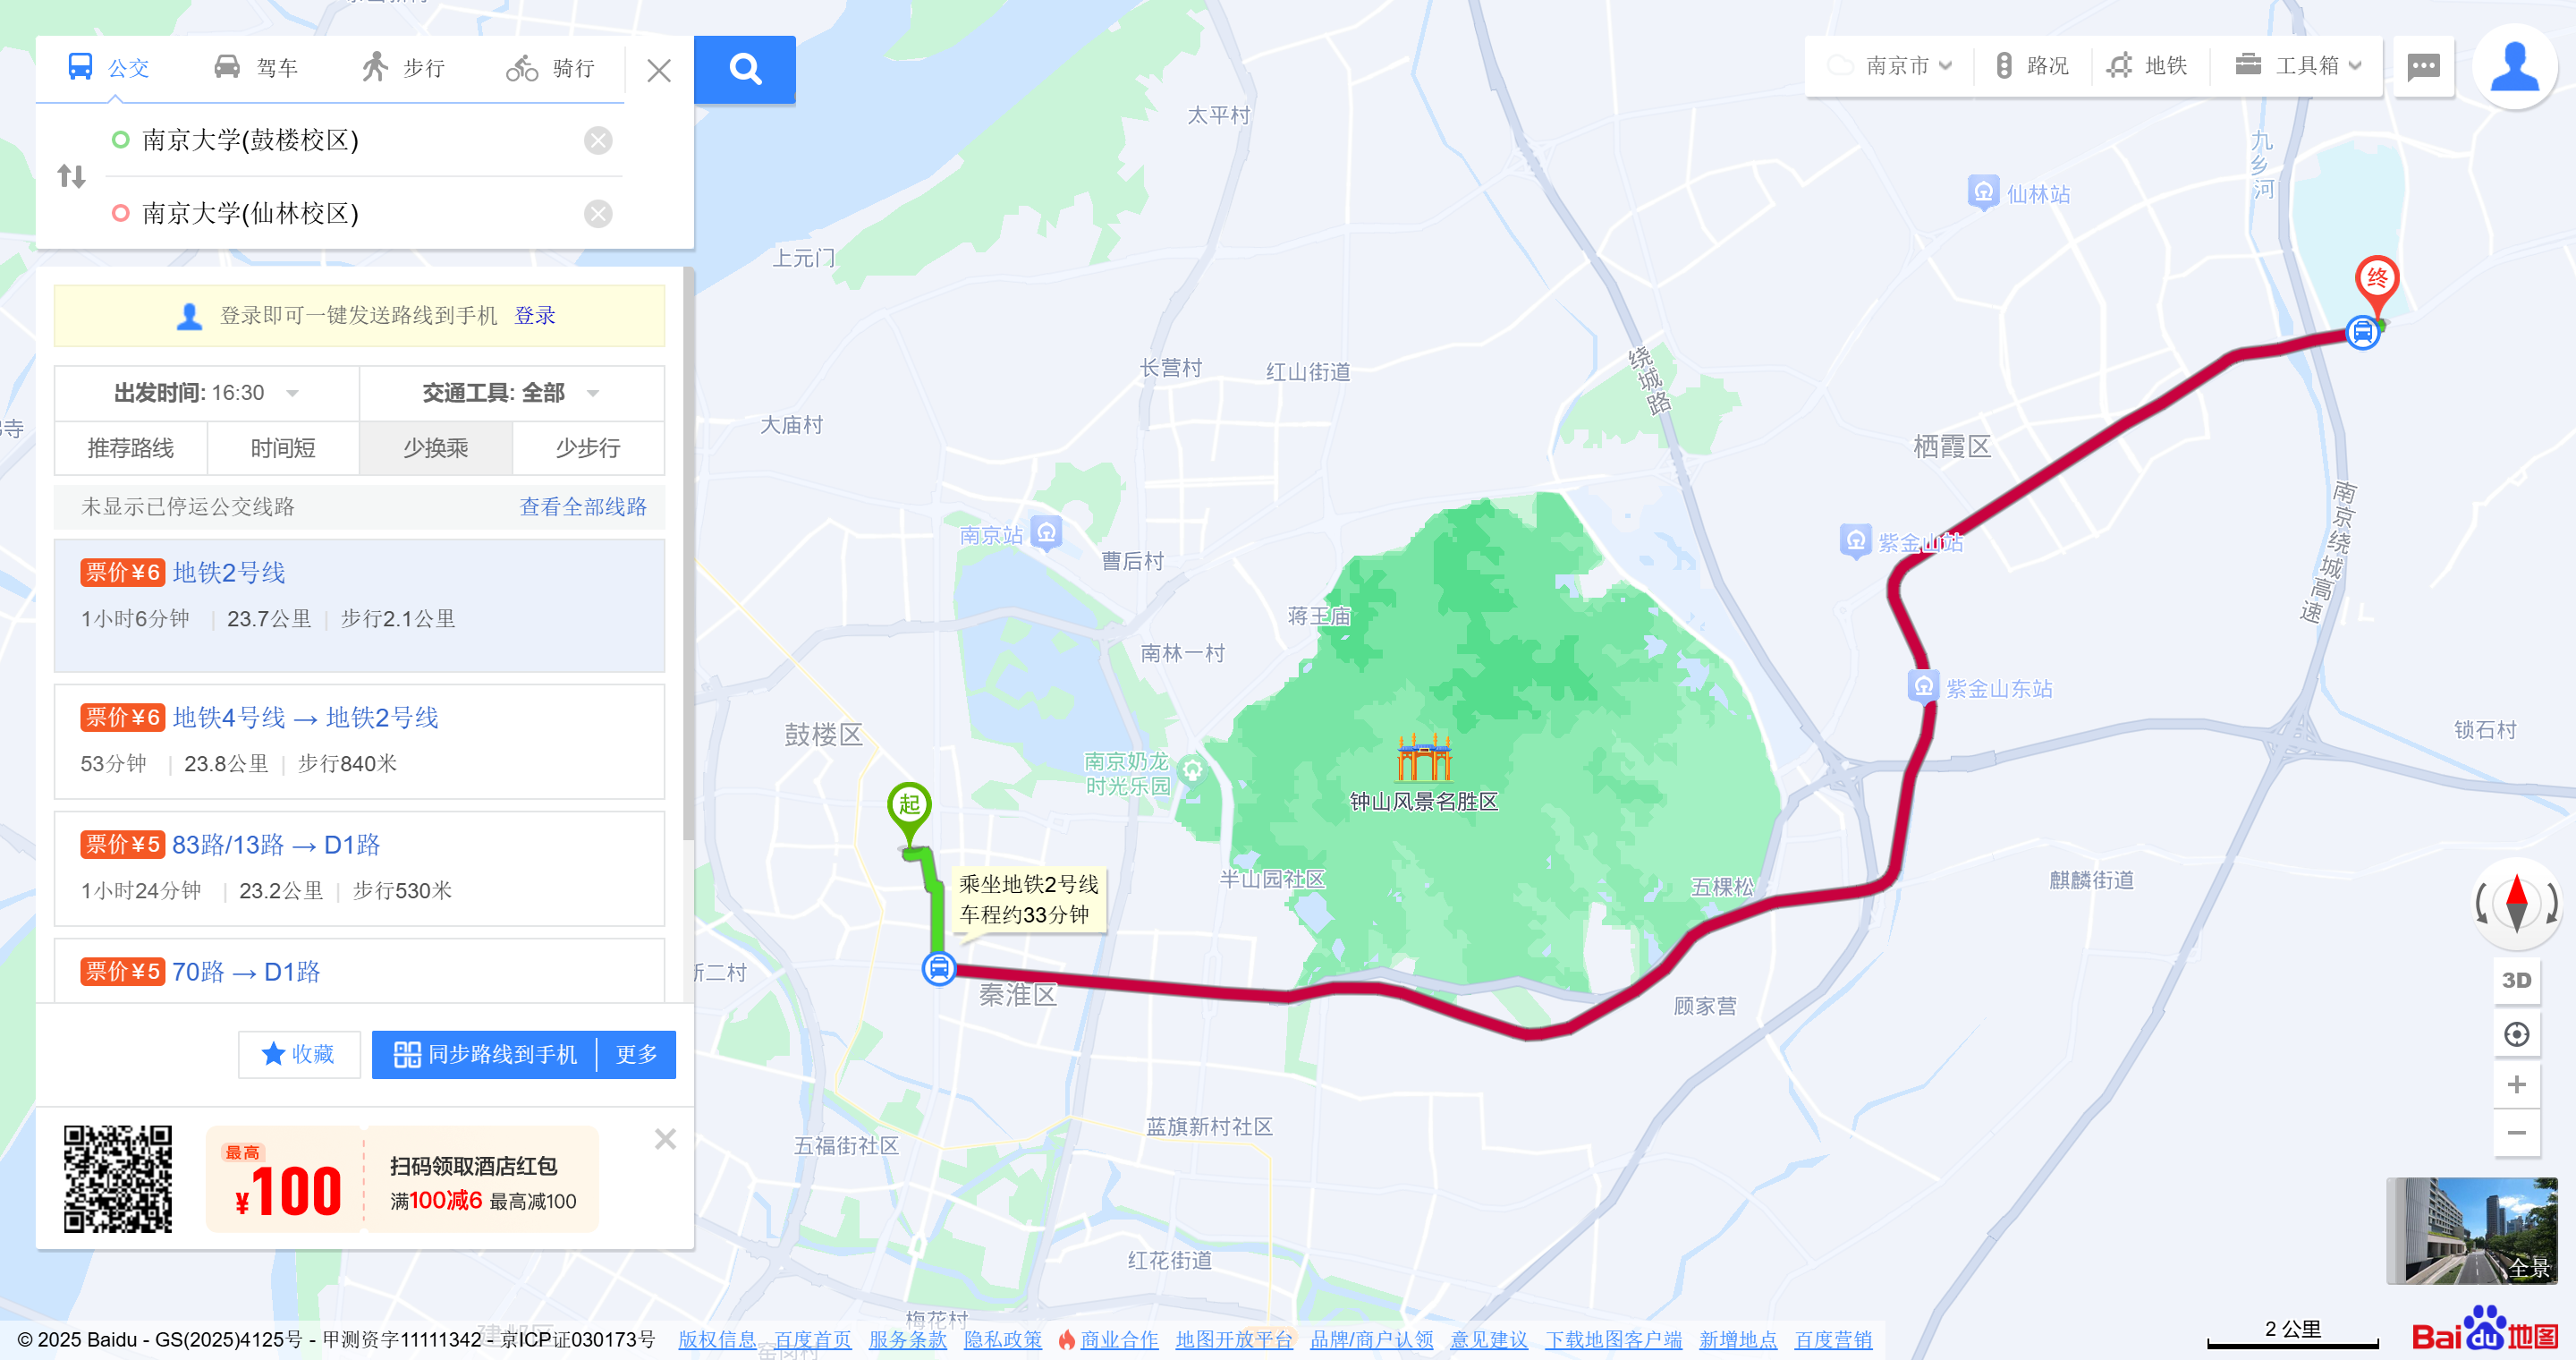 公交
驾车
步行
骑行
南京大学(鼓楼校区)
南京大学(仙林校区)
登录即可一键发送路线到手机 登录
出发时间: 16:30
交通工具: 全部
推荐路线
时间短
少换乘
少步行
未显示已停运公交线路
查看全部线路
票价¥6 地铁2号线
1小时6分钟 | 23.7公里 | 步行2.1公里
票价¥6 地铁4号线 → 地铁2号线
53分钟 | 23.8公里 | 步行840米
票价¥5 83路/13路 → D1路
1小时24分钟 | 23.2公里 | 步行530米
票价¥5 70路 → D1路
收藏
同步路线到手机
更多
最高
¥100
扫码领取酒店红包
满100减6 最高减100
南京市
路况
地铁
工具箱
太平村
九乡河
仙林站
上元门
终
长营村
红山街道
绕城路
大庙村
栖霞区
南京绕城高速
南京站
曹后村
紫金山站
蒋王庙
南林一村
紫金山东站
鼓楼区
锁石村
南京奶龙
时光乐园
钟山风景名胜区
起
乘坐地铁2号线
车程约33分钟
半山园社区
五棵松
麒麟街道
新二村
秦淮区
顾家营
3D
蓝旗新村社区
五福街社区
红花街道
梅花村
建邺区
全景
2 公里
Baidu地图
© 2025 Baidu - GS(2025)4125号 - 甲测资字11111342 - 京ICP证030173号 版权信息 百度首页 服务条款 隐私政策 商业合作 地图开放平台 品牌/商户认领 意见建议 下载地图客户端 新增地点 百度营销